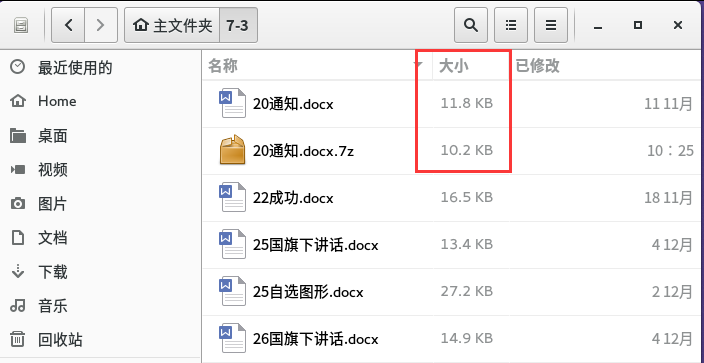 主文件夹 7-3
名称 大小 已修改
最近使用的
Home
桌面
视频
图片
文档
下载
音乐
回收站
20通知.docx 11.8 KB 11 11月
20通知.docx.7z 10.2 KB 10：25
22成功.docx 16.5 KB 18 11月
25国旗下讲话.docx 13.4 KB 4 12月
25自选图形.docx 27.2 KB 2 12月
26国旗下讲话.docx 14.9 KB 4 12月